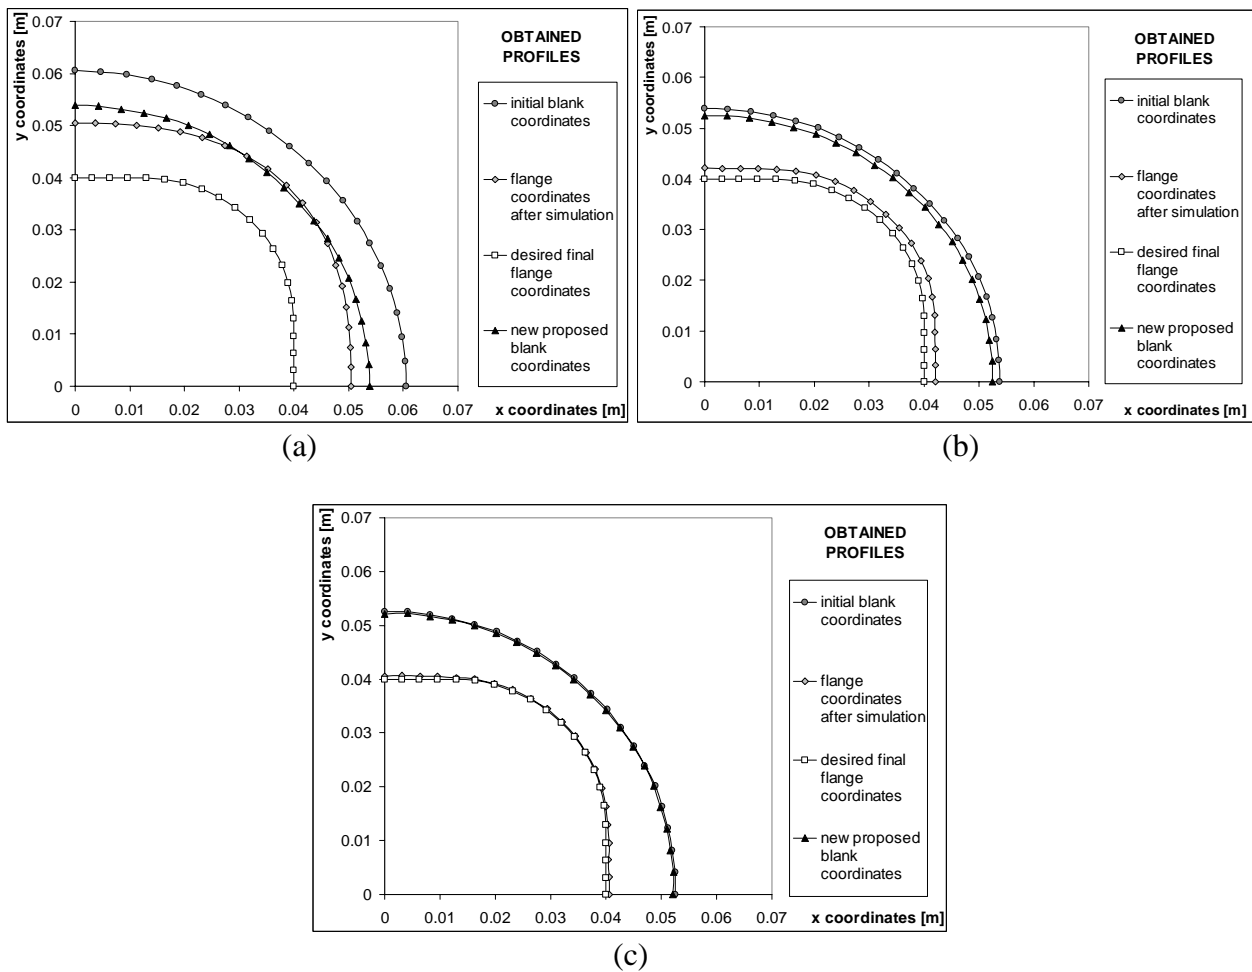 0.07
0.06
0.05
0.04
0.03
0.02
0.01
0
y coordinates [m]
0 0.01 0.02 0.03 0.04 0.05 0.06 0.07
x coordinates [m]
OBTAINED
PROFILES
initial blank
coordinates
flange
coordinates
after simulation
desired final
flange
coordinates
new proposed
blank
coordinates
(a)
0.07
0.06
0.05
0.04
0.03
0.02
0.01
0
y coordinates [m]
0 0.01 0.02 0.03 0.04 0.05 0.06 0.07
x coordinates [m]
OBTAINED
PROFILES
initial blank
coordinates
flange
coordinates
after simulation
desired final
flange
coordinates
new proposed
blank
coordinates
(b)
0.07
0.06
0.05
0.04
0.03
0.02
0.01
0
y coordinates [m]
0 0.01 0.02 0.03 0.04 0.05 0.06 0.07
x coordinates [m]
OBTAINED
PROFILES
initial blank
coordinates
flange
coordinates
after simulation
desired final
flange
coordinates
new proposed
blank
coordinates
(c)